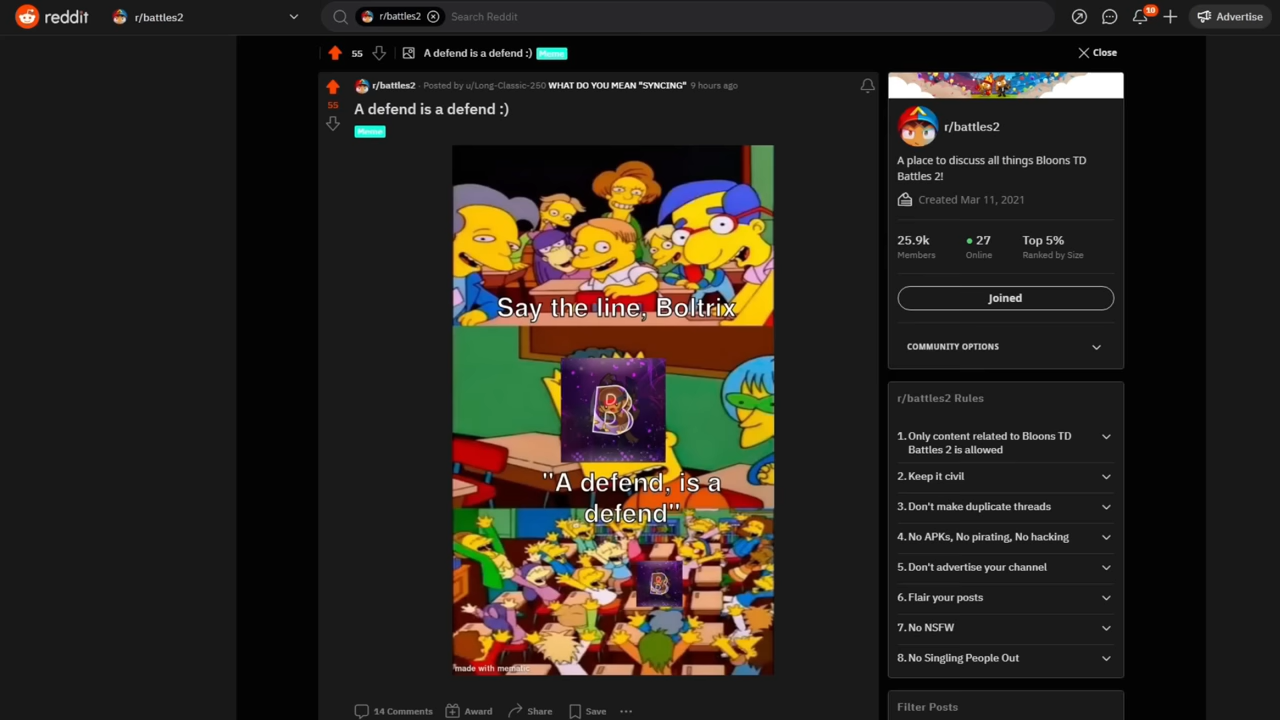 reddit
r/battles2
r/battles2
Search Reddit
10
Advertise
55
A defend is a defend :)
Meme
Close
r/battles2 · Posted by u/Long-Classic-260 WHAT DO YOU MEAN "SYNCING" 9 hours ago
55
A defend is a defend :)
Meme
Say the line, Boltrix
B
"A defend, is a
defend"
B
made with mematic
14 Comments
Award
Share
Save
r/battles2
A place to discuss all things Bloons TD
Battles 2!
Created Mar 11, 2021
25.9k
27
Top 5%
Members
Online
Ranked by Size
Joined
COMMUNITY OPTIONS
r/battles2 Rules
1. Only content related to Bloons TD
Battles 2 is allowed
2. Keep it civil
3. Don't make duplicate threads
4. No APKs, No pirating, No hacking
5. Don't advertise your channel
6. Flair your posts
7. No NSFW
8. No Singling People Out
Filter Posts